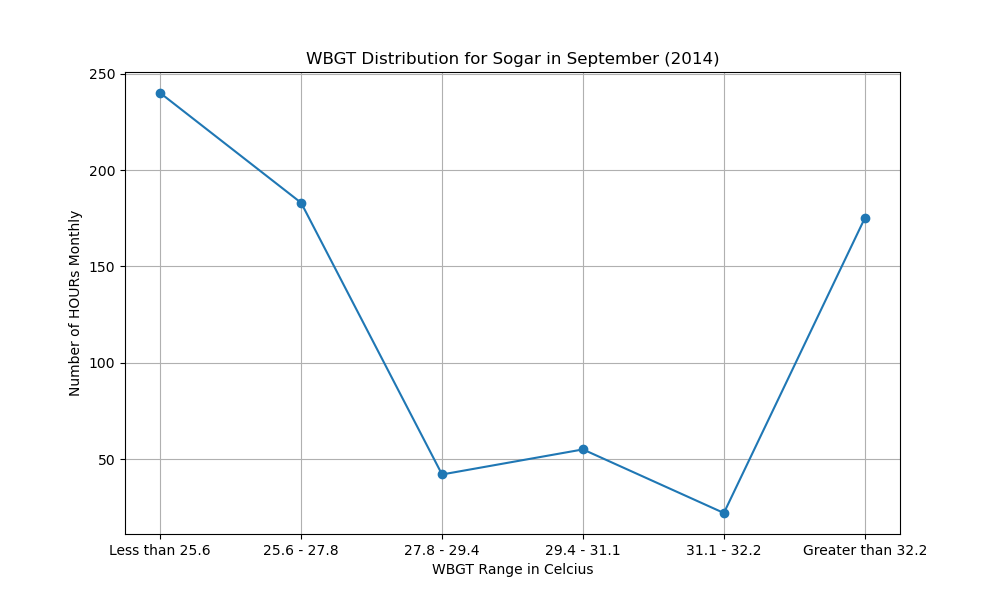 WBGT Distribution for Sogar in September (2014)
250
200
150
100
50
Number of HOURs Monthly
Less than 25.6
25.6 - 27.8
27.8 - 29.4
29.4 - 31.1
31.1 - 32.2
Greater than 32.2
WBGT Range in Celcius